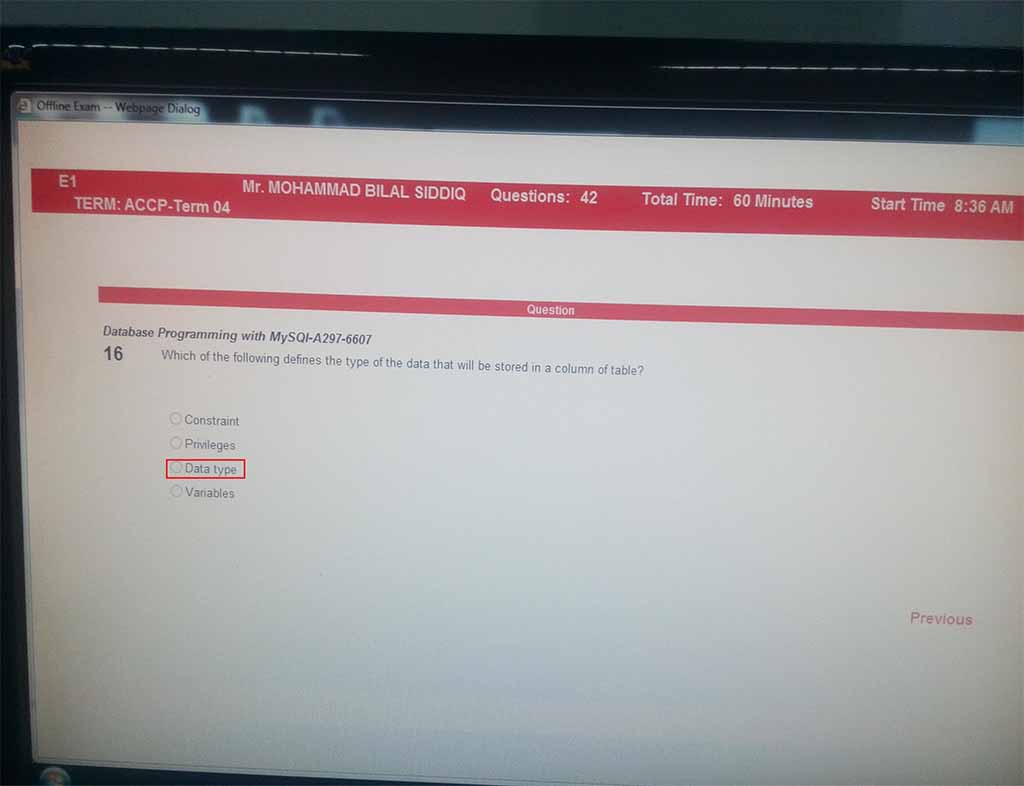 Offline Exam -- Webpage Dialog
E1 Mr. MOHAMMAD BILAL SIDDIQ Questions: 42 Total Time: 60 Minutes Start Time 8:36 AM
TERM: ACCP-Term 04
Question
Database Programming with MySQl-A297-6607
16 Which of the following defines the type of the data that will be stored in a column of table?
Constraint
Privileges
Data type
Variables
Previous